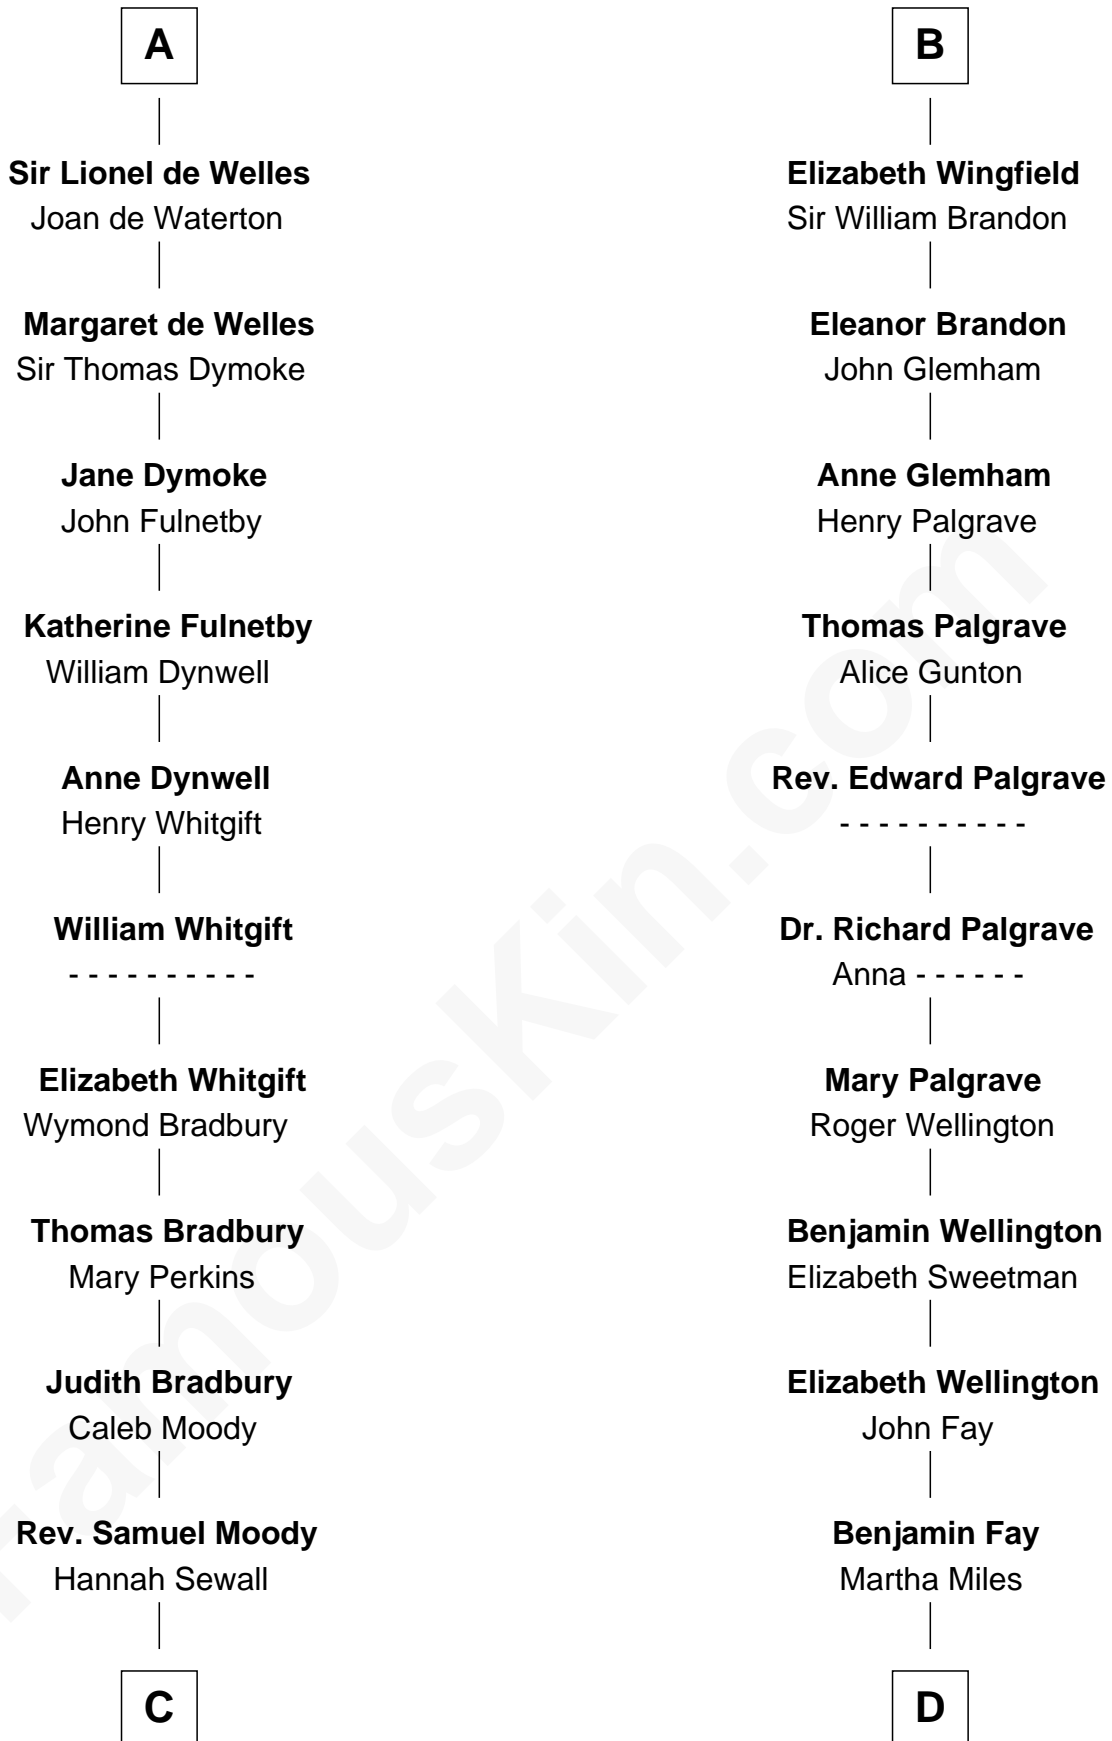 A
Sir Lionel de Welles
Joan de Waterton
Margaret de Welles
Sir Thomas Dymoke
Jane Dymoke
John Fulnetby
Katherine Fulnetby
William Dynwell
Anne Dynwell
Henry Whitgift
William Whitgift
- - - - - - - - - -
Elizabeth Whitgift
Wymond Bradbury
Thomas Bradbury
Mary Perkins
Judith Bradbury
Caleb Moody
Rev. Samuel Moody
Hannah Sewall
C
B
Elizabeth Wingfield
Sir William Brandon
Eleanor Brandon
John Glemham
Anne Glemham
Henry Palgrave
Thomas Palgrave
Alice Gunton
Rev. Edward Palgrave
- - - - - - - - - -
Dr. Richard Palgrave
Anna - - - - - -
Mary Palgrave
Roger Wellington
Benjamin Wellington
Elizabeth Sweetman
Elizabeth Wellington
John Fay
Benjamin Fay
Martha Miles
D
FamousKin.com